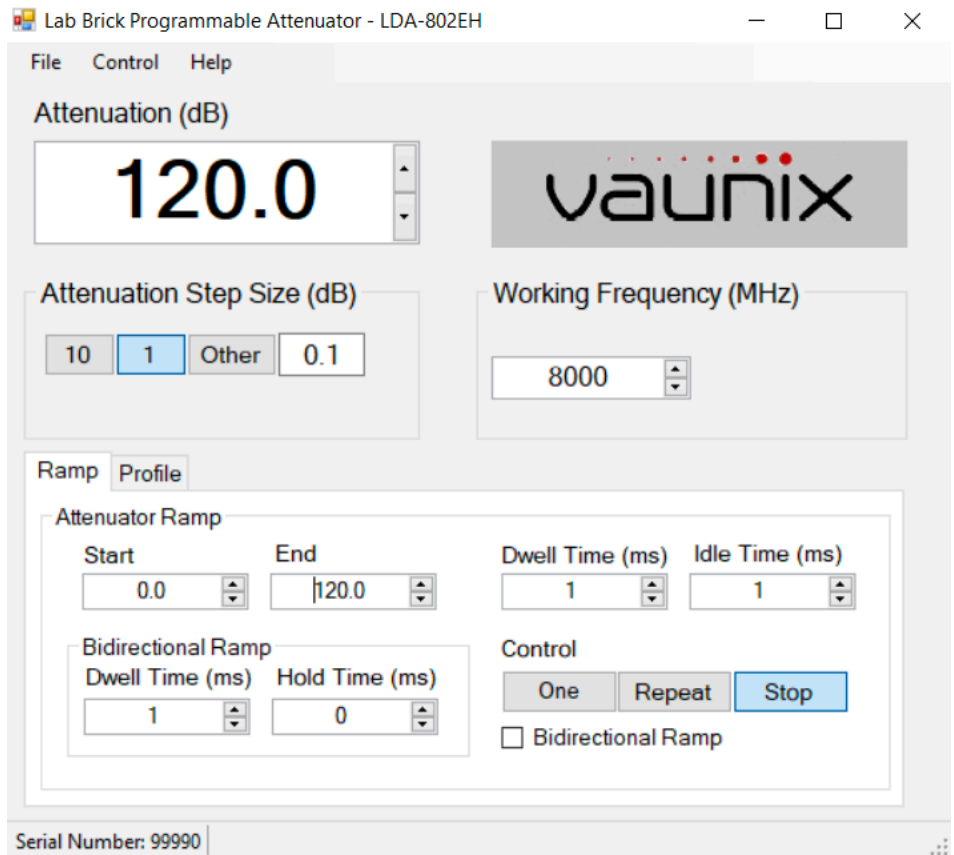 Lab Brick Programmable Attenuator - LDA-802EH
File Control Help
Attenuation (dB)
120.0
vaunix
Attenuation Step Size (dB)
10 1 Other 0.1
Working Frequency (MHz)
8000
Ramp Profile
Attenuator Ramp
Start End Dwell Time (ms) Idle Time (ms)
0.0 120.0 1 1
Bidirectional Ramp
Dwell Time (ms) Hold Time (ms)
1 0
Control
One Repeat Stop
Bidirectional Ramp
Serial Number: 99990